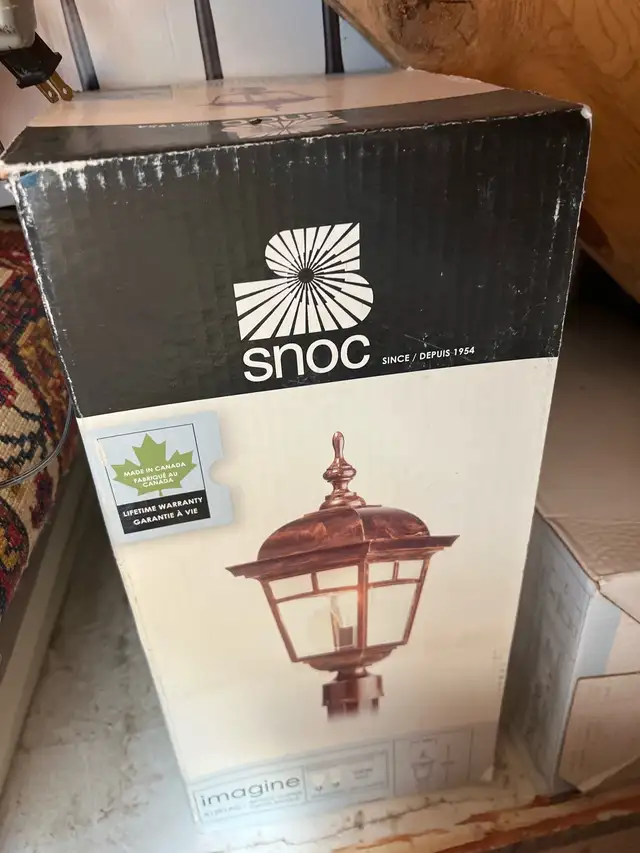 snoc
SINCE / DEPUIS 1954
MADE IN CANADA
FABRIQUÉ AU
CANADA
LIFETIME WARRANTY
GARANTIE À VIE
imagine